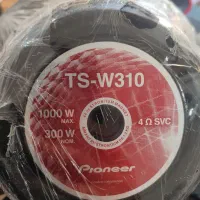 TS-W310
1000 W
MAX.
300 W
NOM.
4 Ω SVC
Pioneer